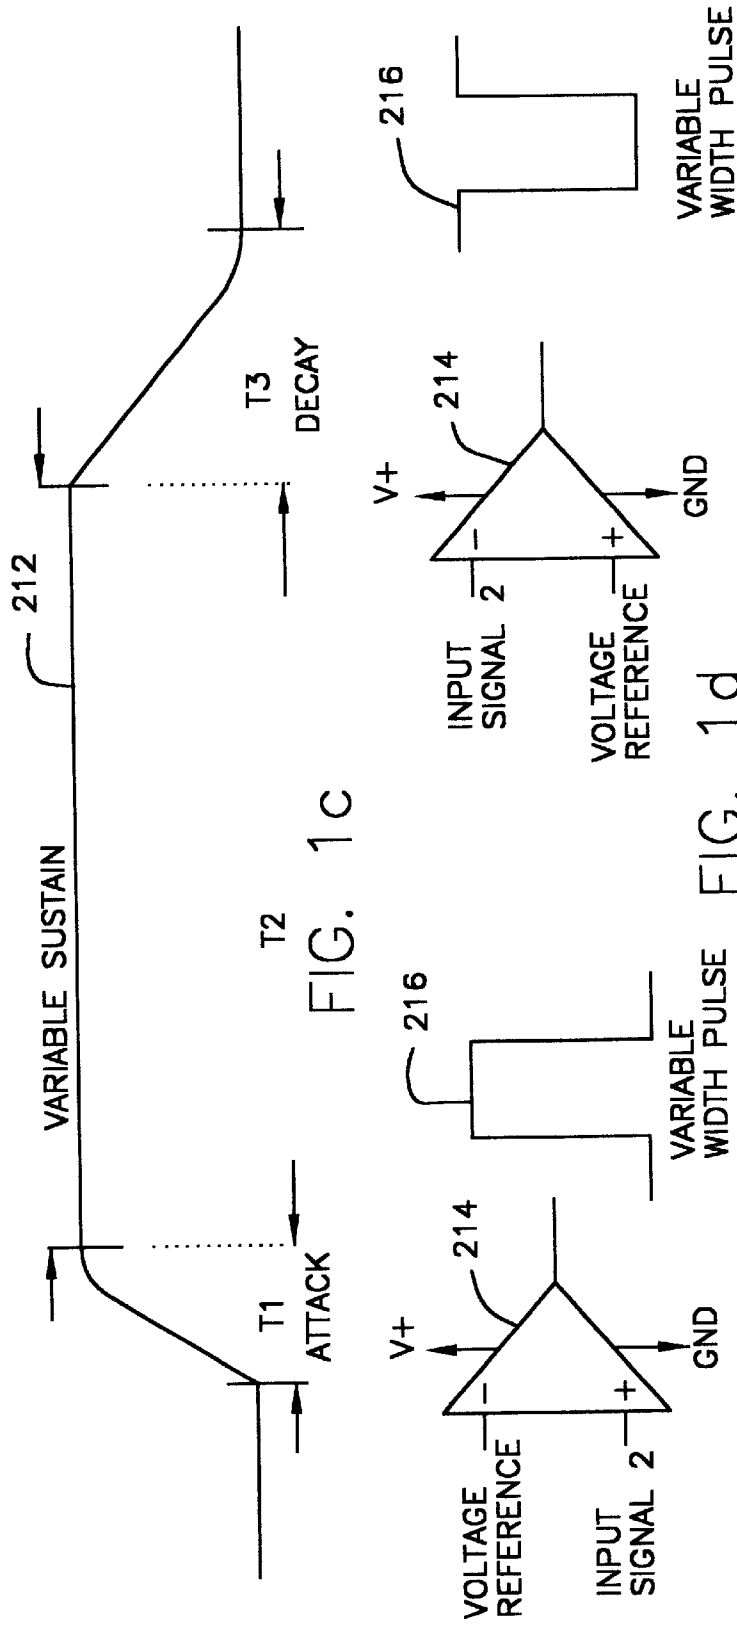 VARIABLE SUSTAIN
212
T1
ATTACK
T2
T3
DECAY
FIG. 1c
VOLTAGE
REFERENCE
INPUT
SIGNAL 2
V+
-
+
GND
214
216
VARIABLE
WIDTH PULSE
INPUT
SIGNAL 2
VOLTAGE
REFERENCE
V+
-
+
GND
214
216
VARIABLE
WIDTH PULSE
FIG. 1d